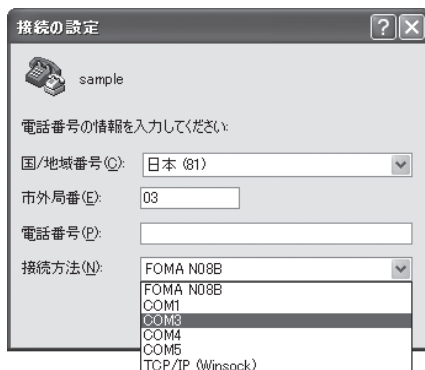 接続の設定
sample
電話番号の情報を入力してください:
国/地域番号(C): 日本 (81)
市外局番(E): 03
電話番号(P):
接続方法(N): FOMA N08B
FOMA N08B
COM1
COM3
COM4
COM5
TCP/IP (Winsock)